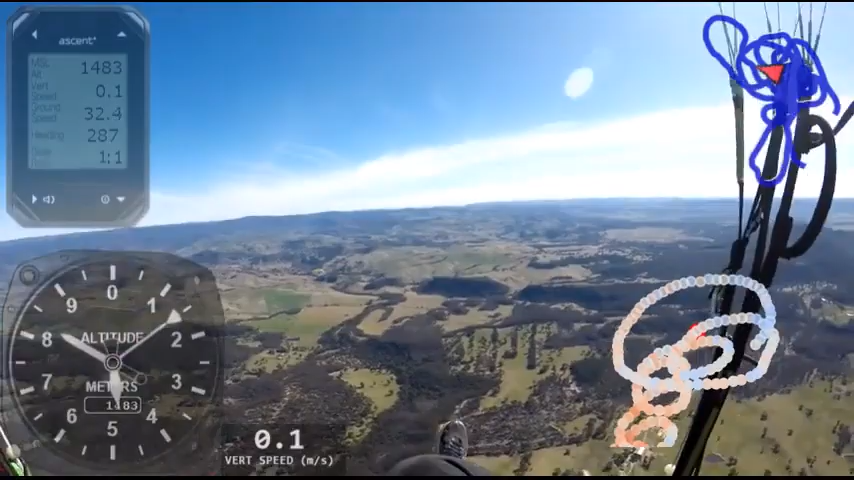 ascent
MSL
Alt 1483
Vert
Speed 0.1
Ground
Speed 32.4
Heading 287
1:1
0
1
2
3
4
5
6
7
8
9
ALTITUDE
METERS
1483
0.1
VERT SPEED (m/s)